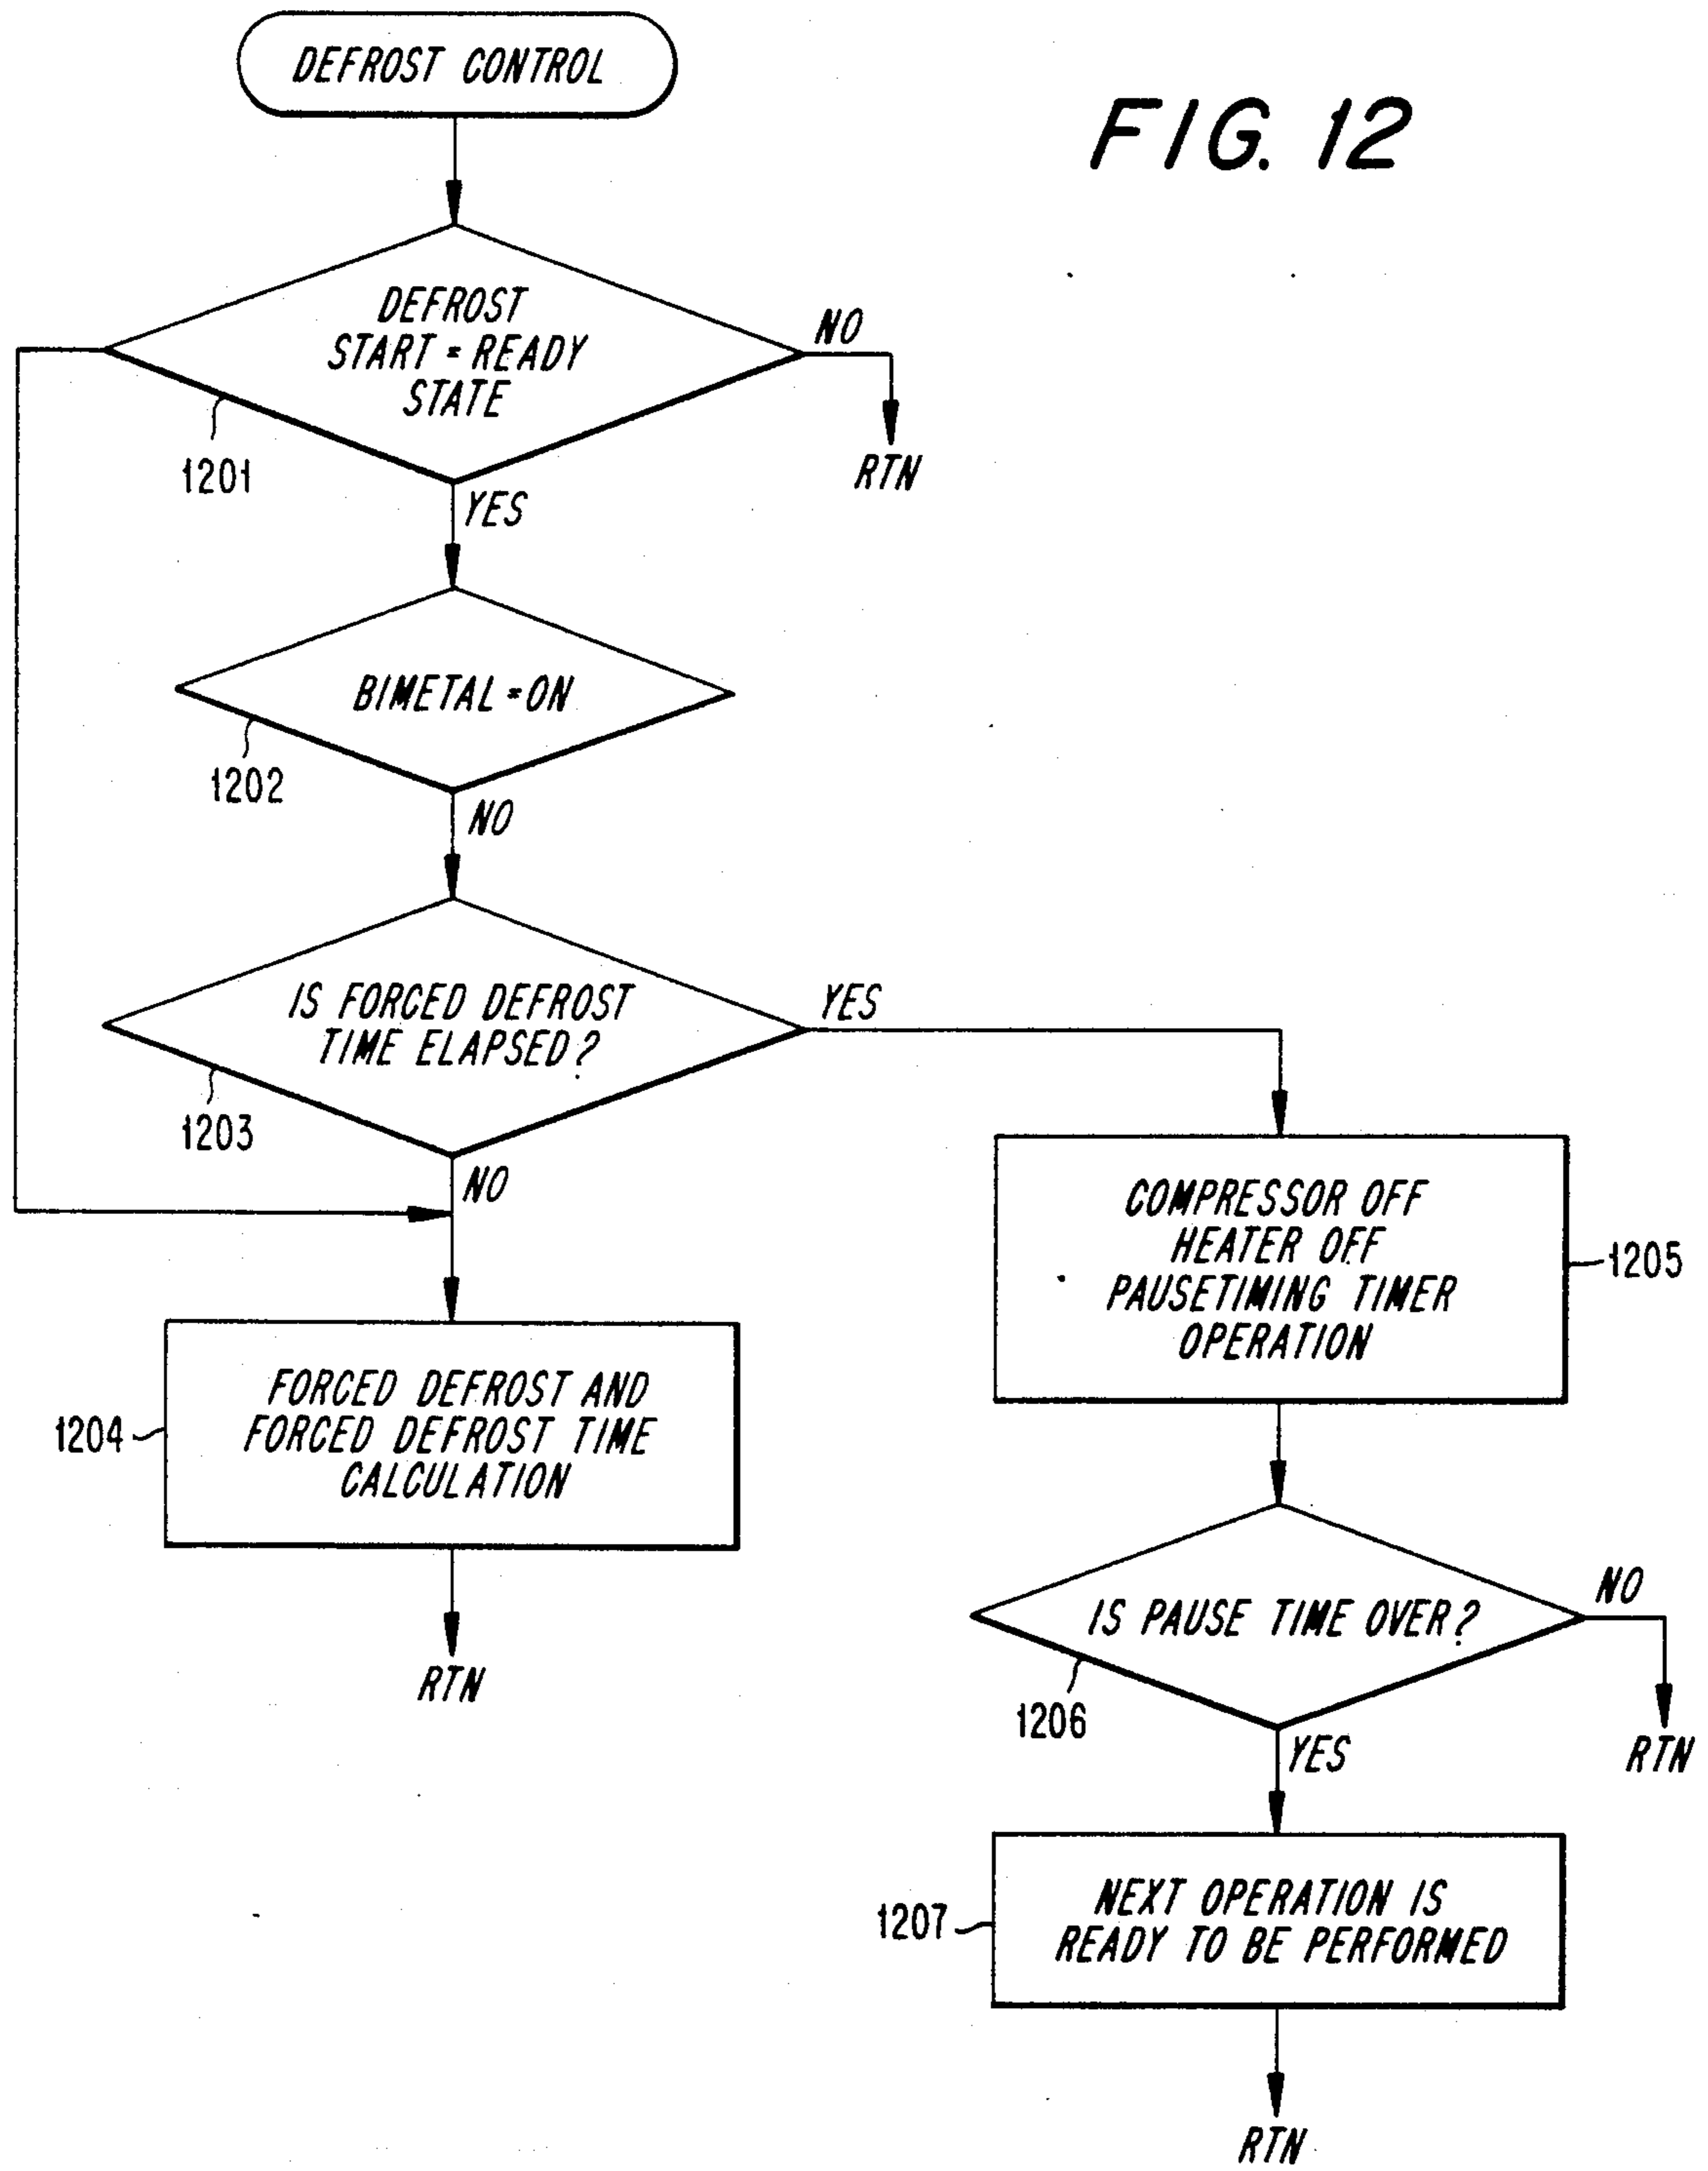 DEFROST CONTROL
FIG. 12
DEFROST
START = READY
STATE
NO
RTN
1201
YES
BIMETAL = ON
1202
NO
IS FORCED DEFROST
TIME ELAPSED?
YES
1203
NO
COMPRESSOR OFF
HEATER OFF
PAUSETIMING TIMER
OPERATION
1205
FORCED DEFROST AND
FORCED DEFROST TIME
CALCULATION
1204
RTN
IS PAUSE TIME OVER?
NO
RTN
1206
YES
NEXT OPERATION IS
READY TO BE PERFORMED
1207
RTN